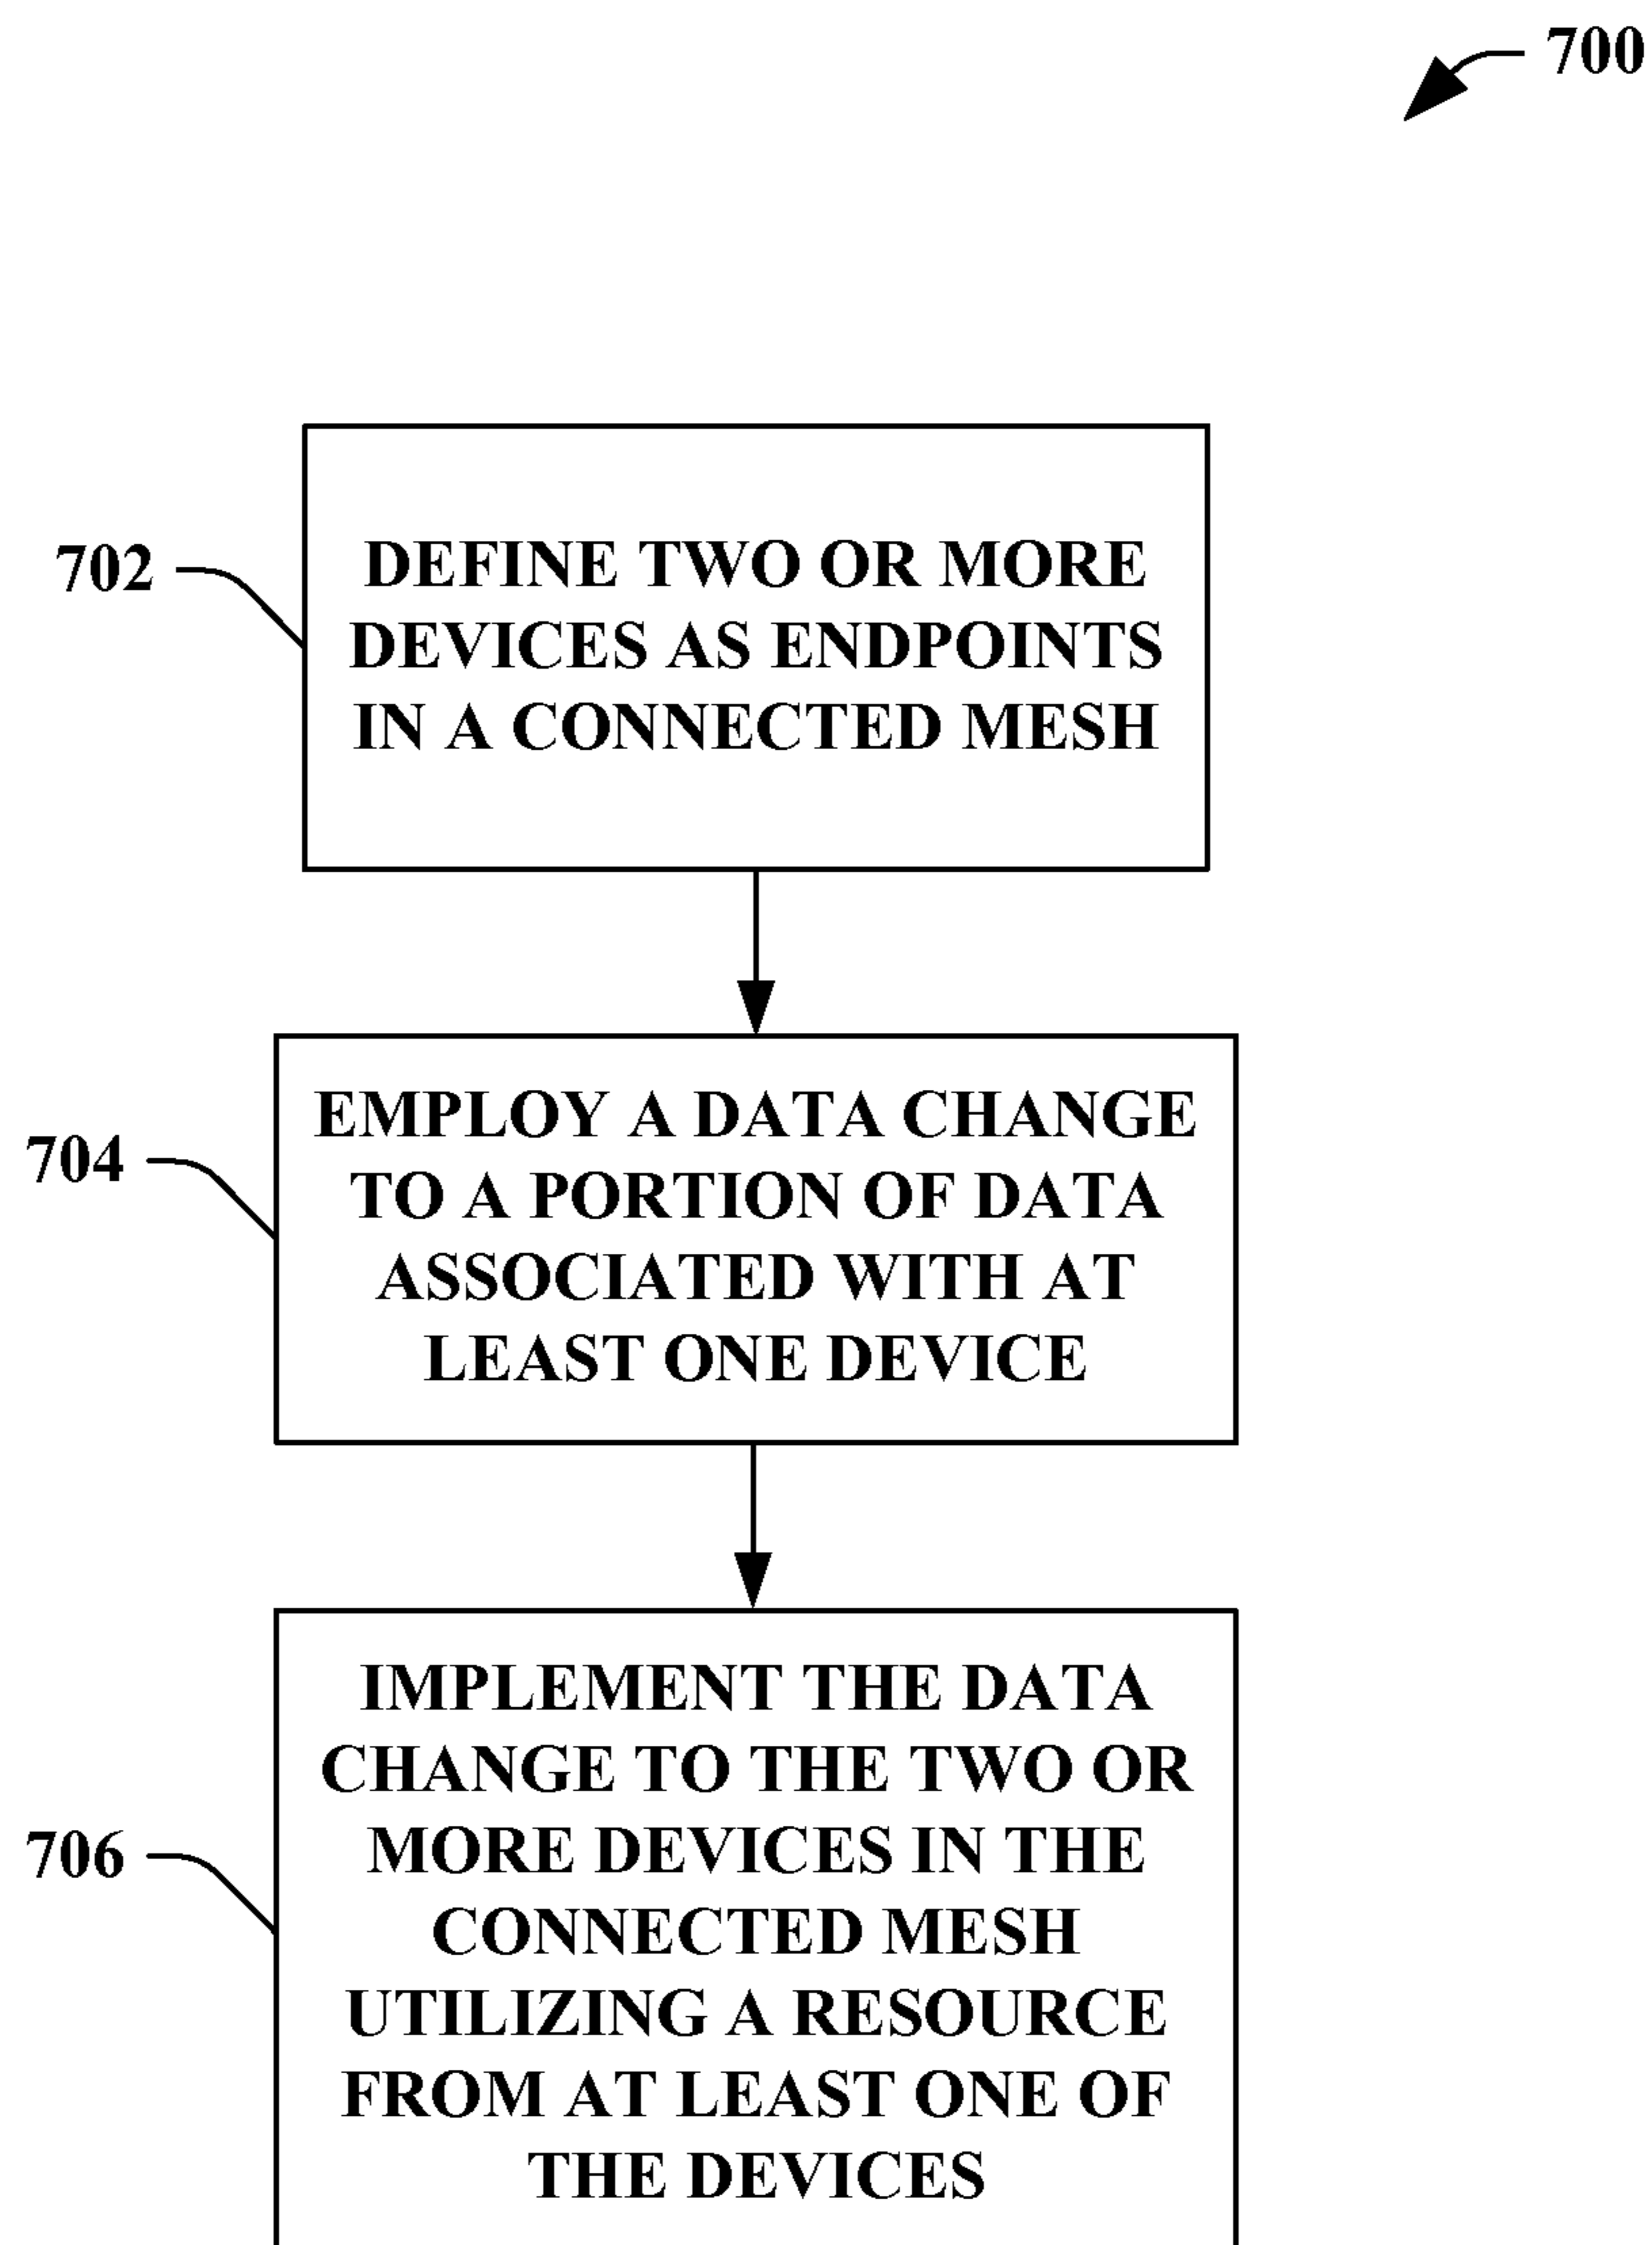 700
702
DEFINE TWO OR MORE
DEVICES AS ENDPOINTS
IN A CONNECTED MESH
704
EMPLOY A DATA CHANGE
TO A PORTION OF DATA
ASSOCIATED WITH AT
LEAST ONE DEVICE
706
IMPLEMENT THE DATA
CHANGE TO THE TWO OR
MORE DEVICES IN THE
CONNECTED MESH
UTILIZING A RESOURCE
FROM AT LEAST ONE OF
THE DEVICES